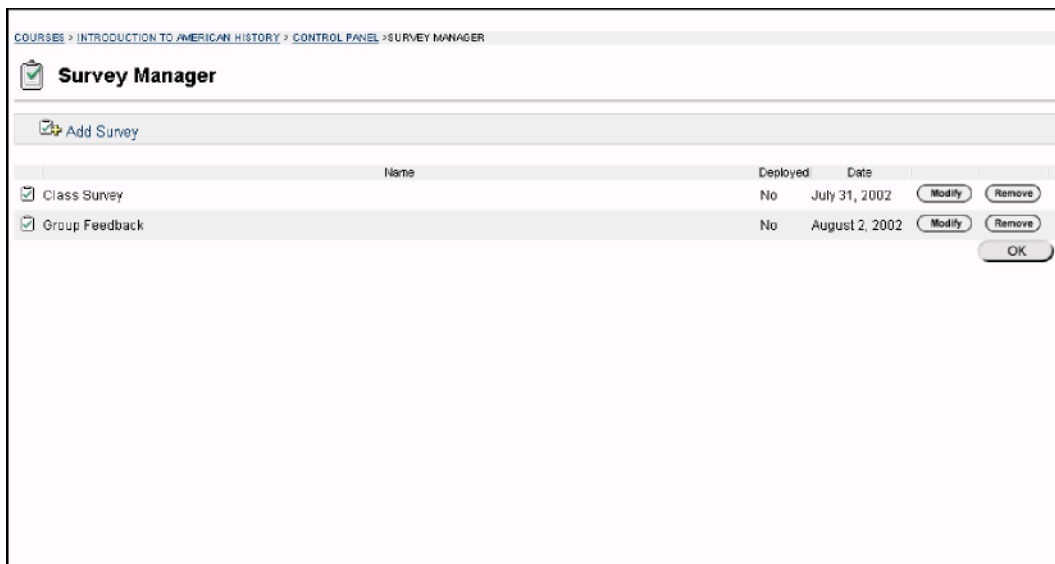 COURSES > INTRODUCTION TO AMERICAN HISTORY > CONTROL PANEL >SURVEY MANAGER
Survey Manager
Add Survey
Name Deployed Date
Class Survey No July 31, 2002 Modify Remove
Group Feedback No August 2, 2002 Modify Remove
OK